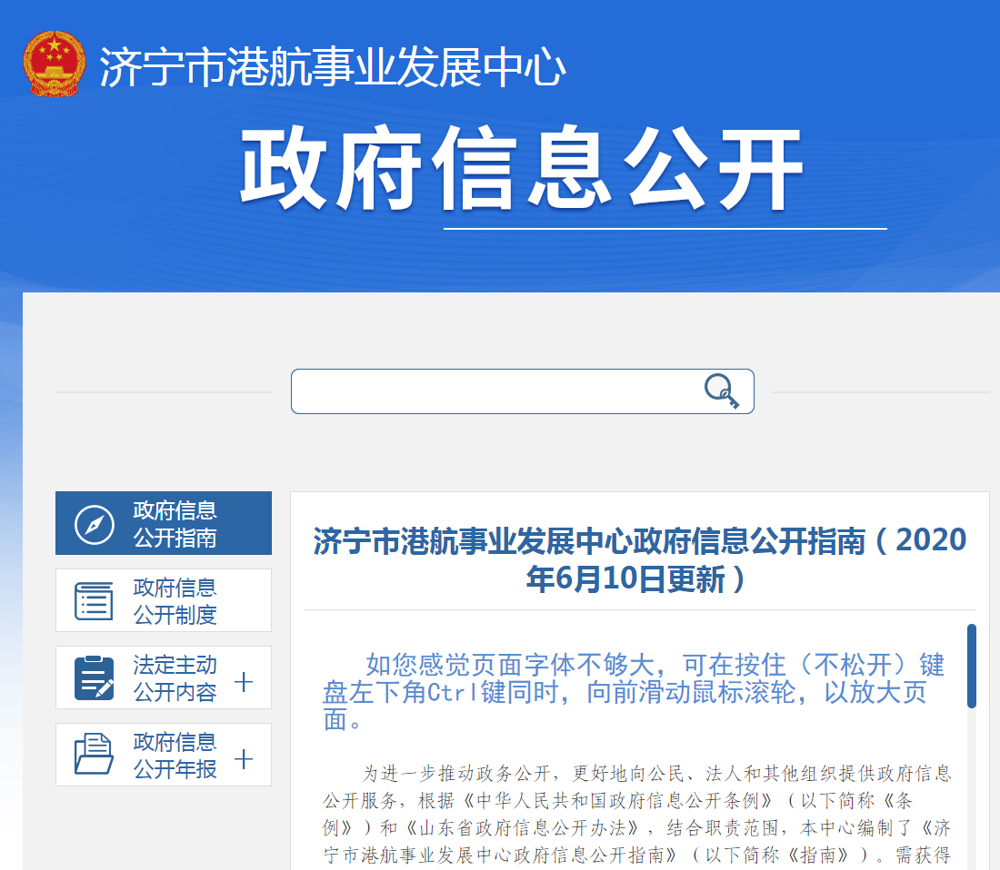 济宁市港航事业发展中心
政府信息公开
政府信息
公开指南
政府信息
公开制度
法定主动
公开内容
政府信息
公开年报
济宁市港航事业发展中心政府信息公开指南（2020
年6月10日更新）
如您感觉页面字体不够大，可在按住（不松开）键
盘左下角Ctrl键同时，向前滑动鼠标滚轮，以放大页
面。
为进一步推动政务公开，更好地向公民、法人和其他组织提供政府信息
公开服务，根据《中华人民共和国政府信息公开条例》（以下简称《条
例》）和《山东省政府信息公开办法》，结合职责范围，本中心编制了《济
宁市港航事业发展中心政府信息公开指南》（以下简称《指南》）。需获得